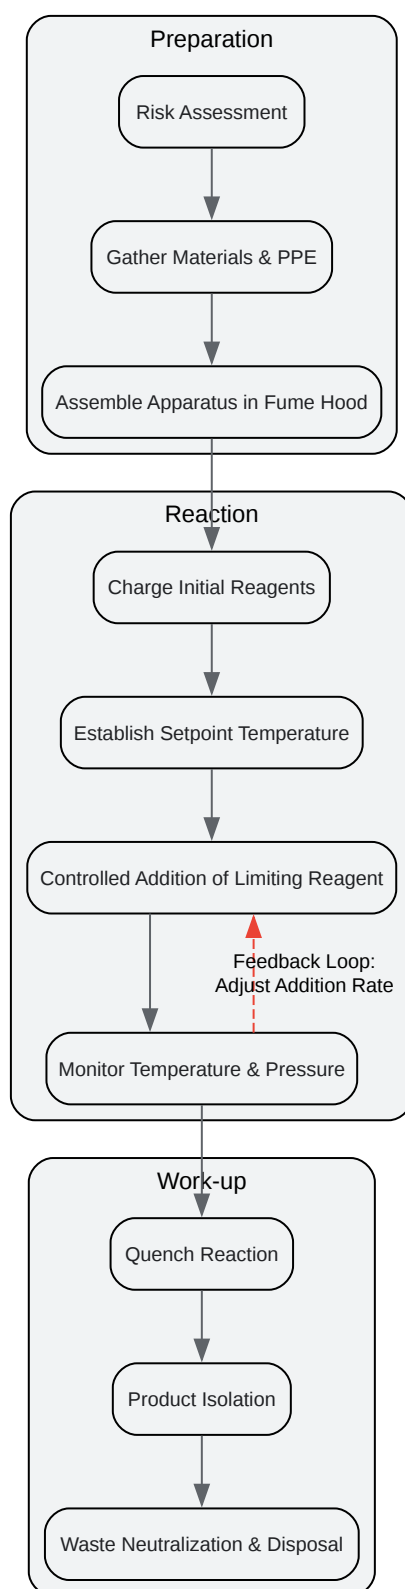 Preparation
Risk Assessment
Gather Materials & PPE
Assemble Apparatus in Fume Hood
Reaction
Charge Initial Reagents
Establish Setpoint Temperature
Controlled Addition of Limiting Reagent
Feedback Loop:
Adjust Addition Rate
Monitor Temperature & Pressure
Work-up
Quench Reaction
Product Isolation
Waste Neutralization & Disposal